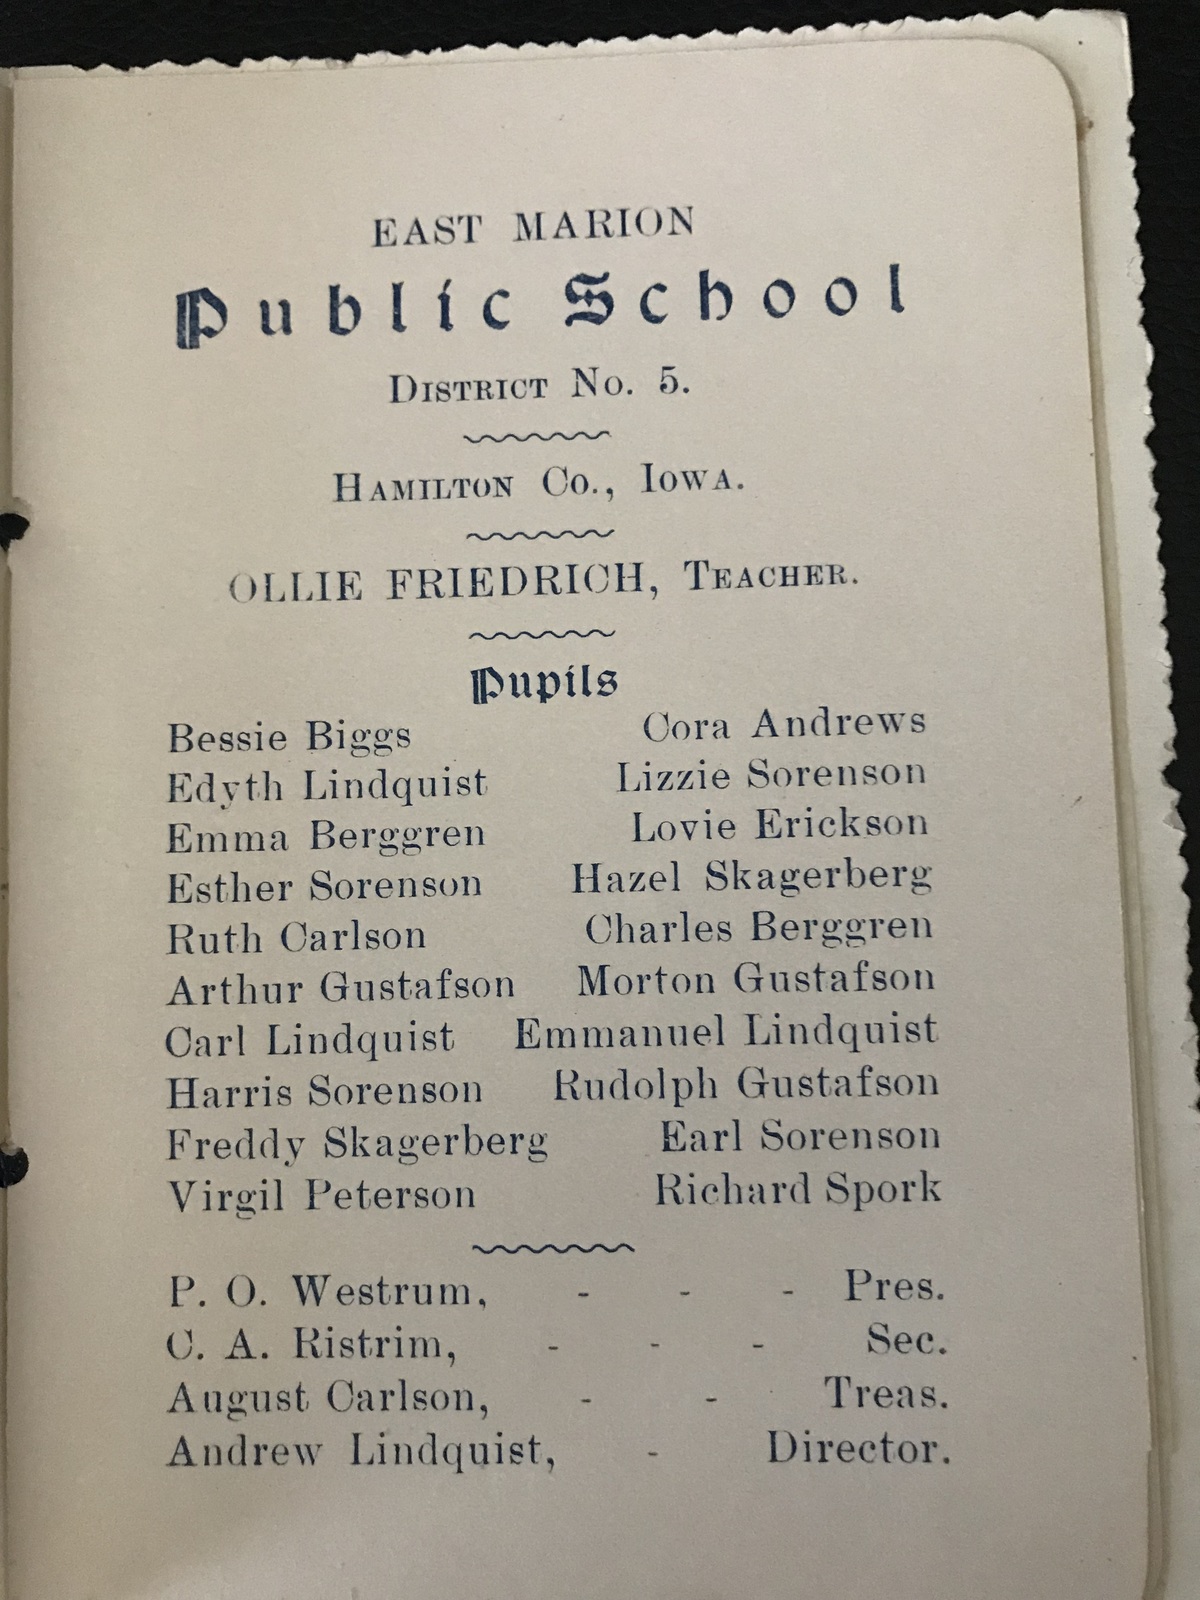 EAST MARION
Public School
District No. 5.
Hamilton Co., Iowa.
OLLIE FRIEDRICH, Teacher.
Pupils
Bessie Biggs Cora Andrews
Edyth Lindquist Lizzie Sorenson
Emma Berggren Lovie Erickson
Esther Sorenson Hazel Skagerberg
Ruth Carlson Charles Berggren
Arthur Gustafson Morton Gustafson
Carl Lindquist Emmanuel Lindquist
Harris Sorenson Rudolph Gustafson
Freddy Skagerberg Earl Sorenson
Virgil Peterson Richard Spork
P. O. Westrum, - - - Pres.
C. A. Ristrim, - - - Sec.
August Carlson, - - Treas.
Andrew Lindquist, - Director.